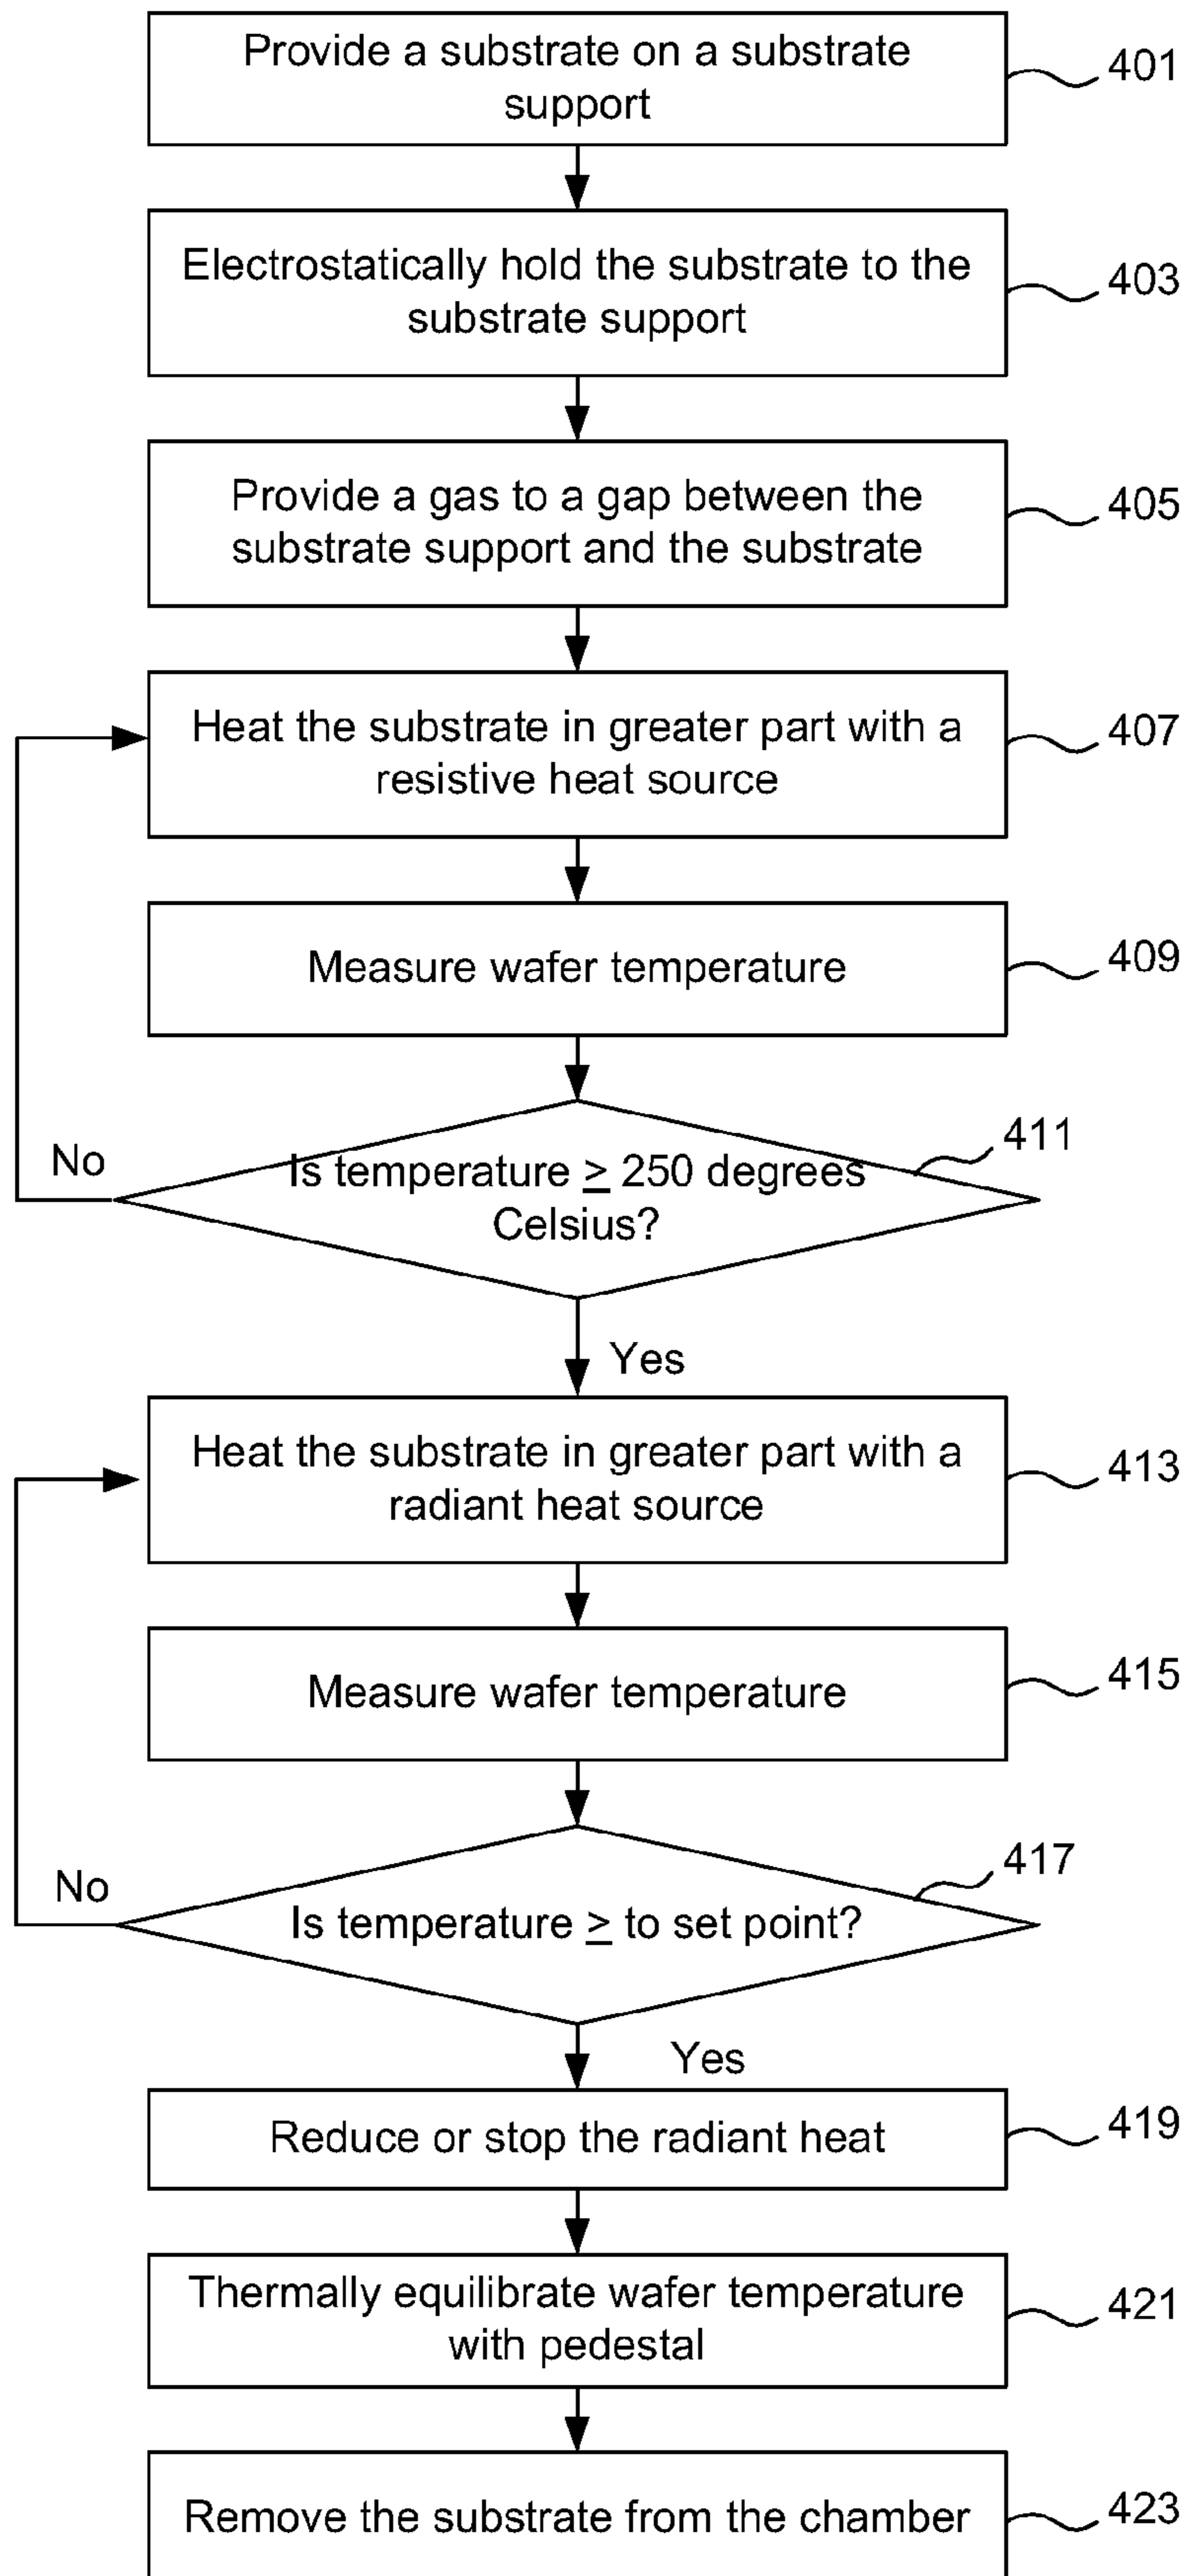 Provide a substrate on a substrate
support
401
Electrostatically hold the substrate to the
substrate support
403
Provide a gas to a gap between the
substrate support and the substrate
405
Heat the substrate in greater part with a
resistive heat source
407
Measure wafer temperature
409
411
No
Is temperature ≥ 250 degrees
Celsius?
Yes
Heat the substrate in greater part with a
radiant heat source
413
Measure wafer temperature
415
417
No
Is temperature ≥ to set point?
Yes
Reduce or stop the radiant heat
419
Thermally equilibrate wafer temperature
with pedestal
421
Remove the substrate from the chamber
423